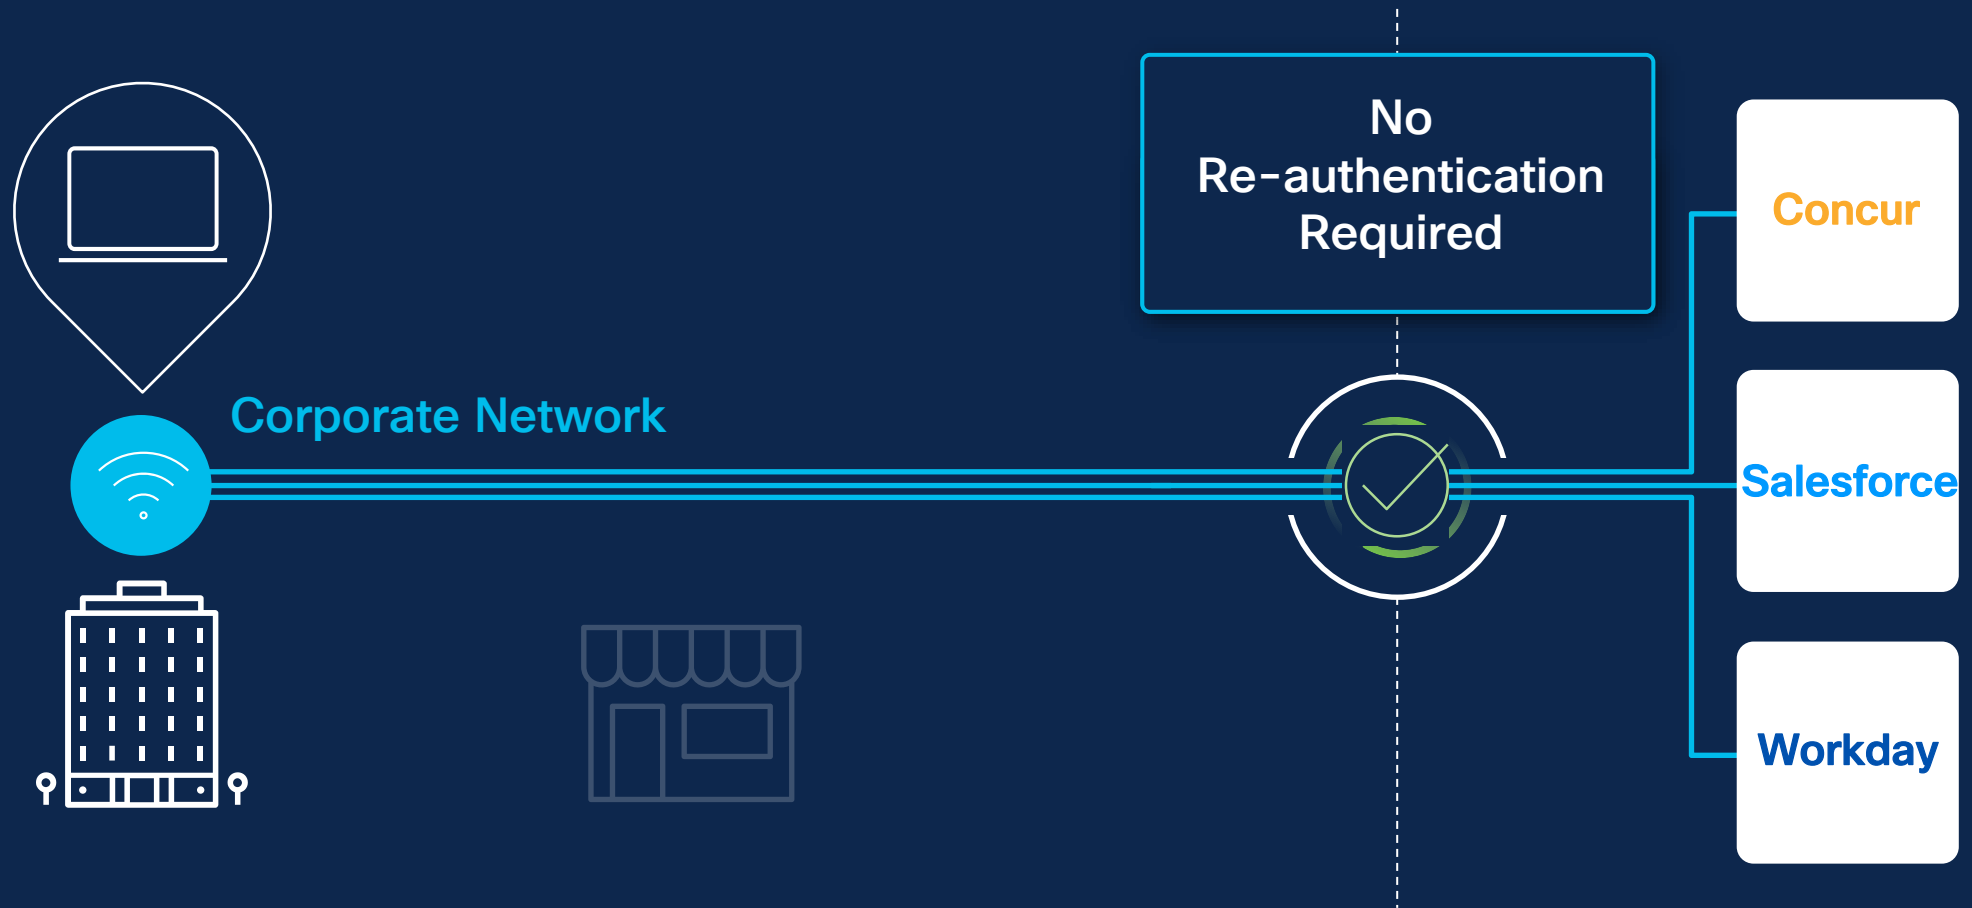 No
Re-authentication
Required
Concur
Corporate Network
Salesforce
Workday